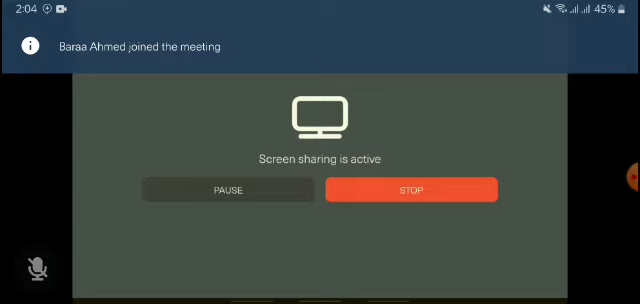 2:04
45%
Baraa Ahmed joined the meeting
Screen sharing is active
PAUSE
STOP